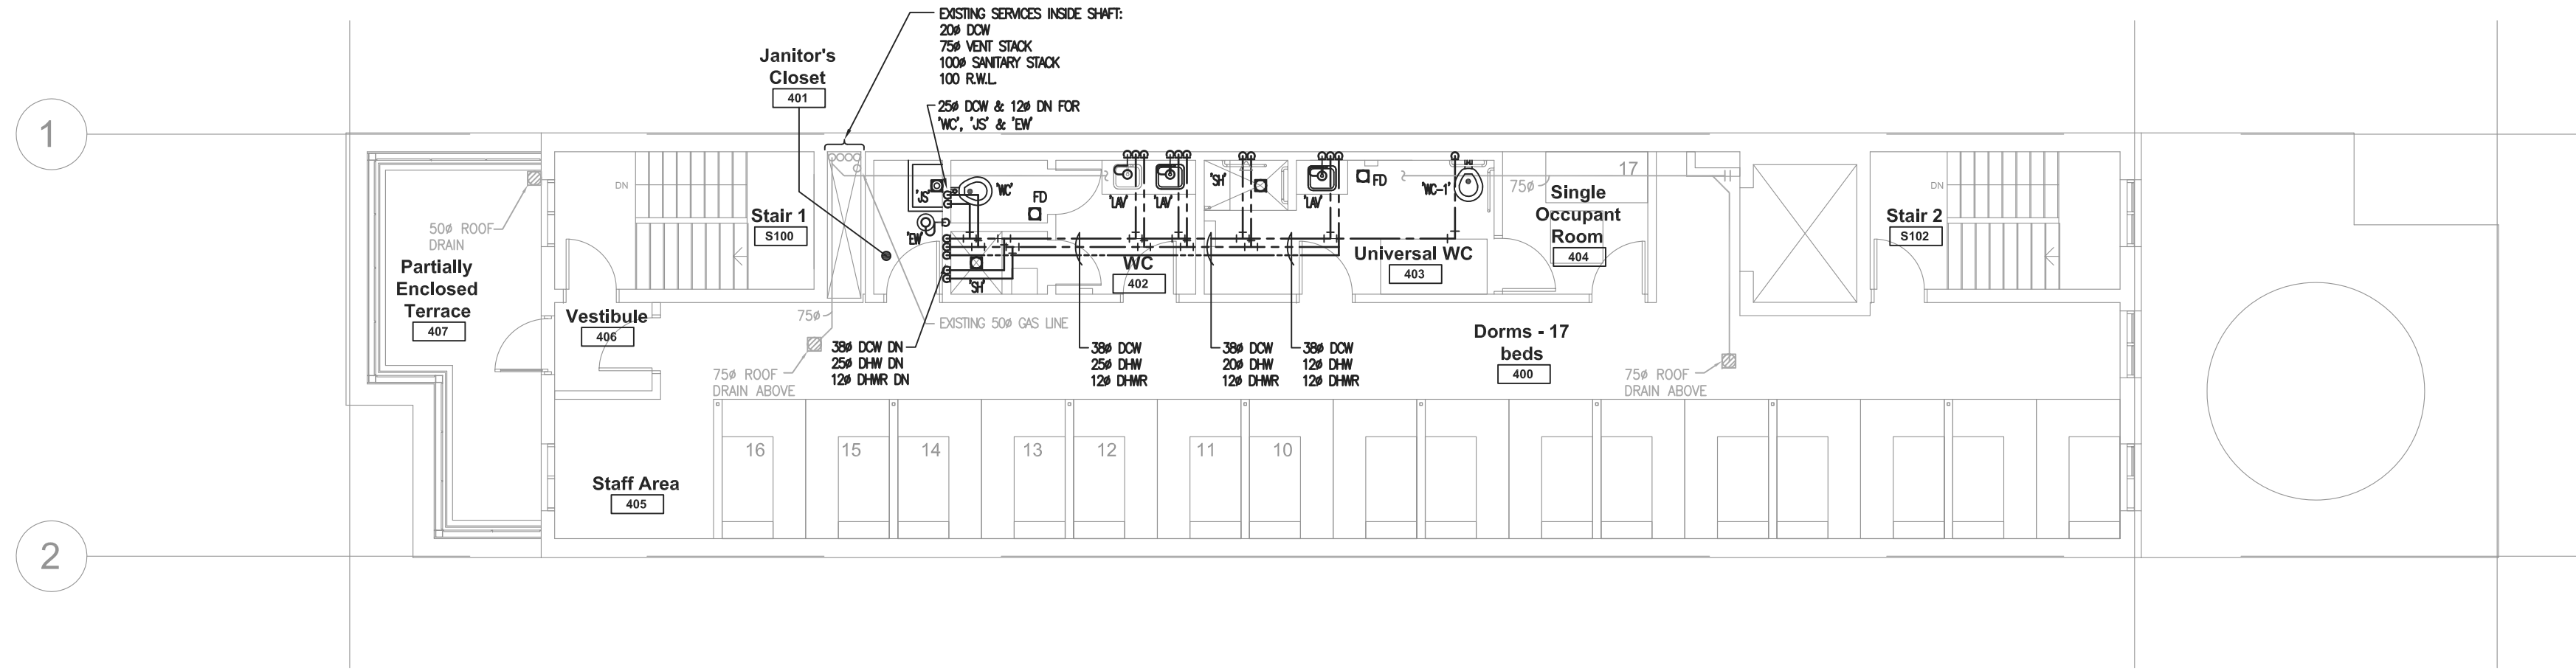 EXISTING SERVICES INSIDE SHAFT:
20ø DCW
75ø VENT STACK
100ø SANITARY STACK
100 R.W.L.
Janitor's
Closet
401
25ø DCW & 12ø DN FOR
'WC', 'JS' & 'EW'
1
DN
Stair 1
S100
'JS'
'WC'
FD
'EW'
'SH'
'LAV'
'LAV'
WC
402
'SH'
'LAV'
FD
'WC-1'
Universal WC
403
75ø
17
Single
Occupant
Room
404
DN
Stair 2
S102
50ø ROOF
DRAIN
Partially
Enclosed
Terrace
407
Vestibule
406
75ø
EXISTING 50ø GAS LINE
75ø ROOF
DRAIN ABOVE
38ø DCW DN
25ø DHW DN
12ø DHWR DN
38ø DCW
25ø DHW
12ø DHWR
38ø DCW
20ø DHW
12ø DHWR
38ø DCW
12ø DHW
12ø DHWR
Dorms - 17
beds
400
75ø ROOF
DRAIN ABOVE
16
15
14
13
12
11
10
Staff Area
405
2